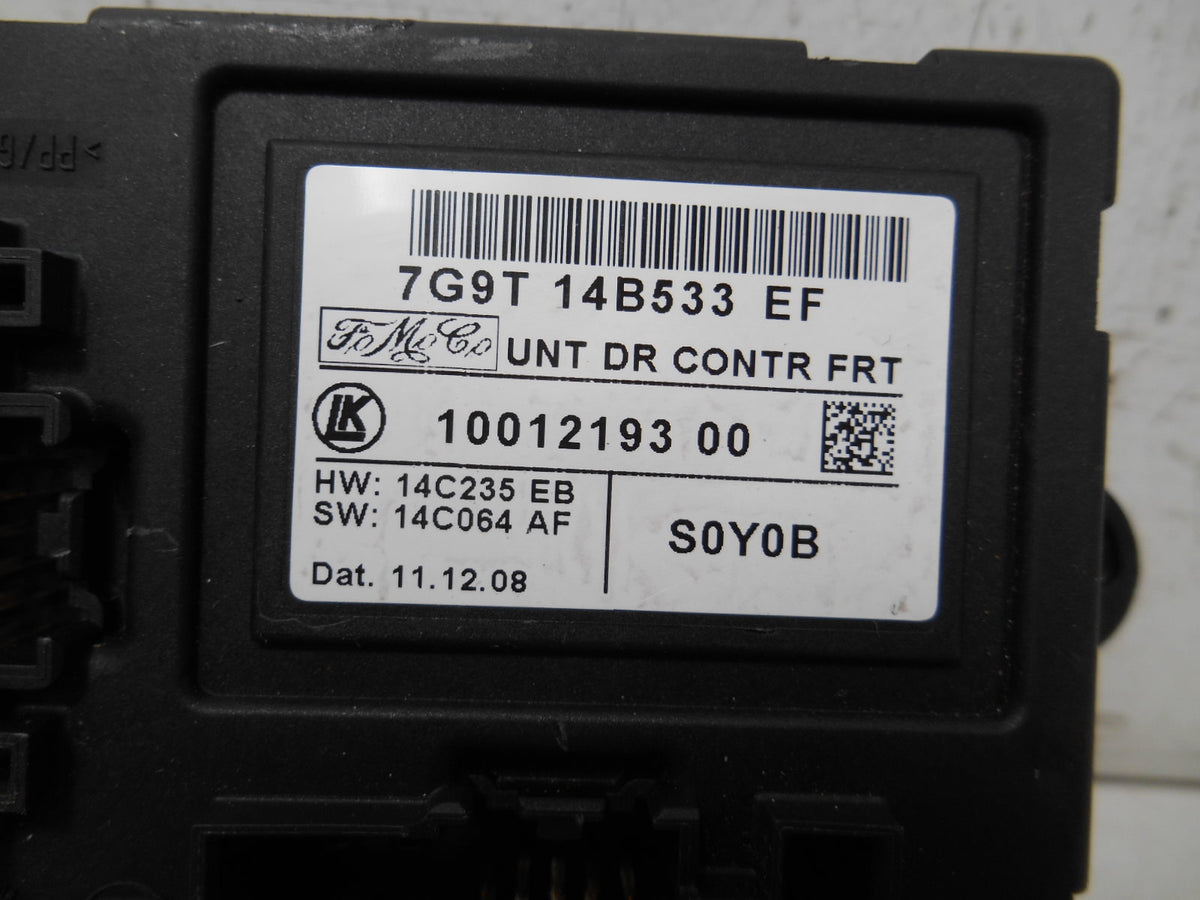 >PP/G
7G9T 14B533 EF
FoMoCo UNT DR CONTR FRT
LK 10012193 00
HW: 14C235 EB
SW: 14C064 AF
S0Y0B
Dat. 11.12.08